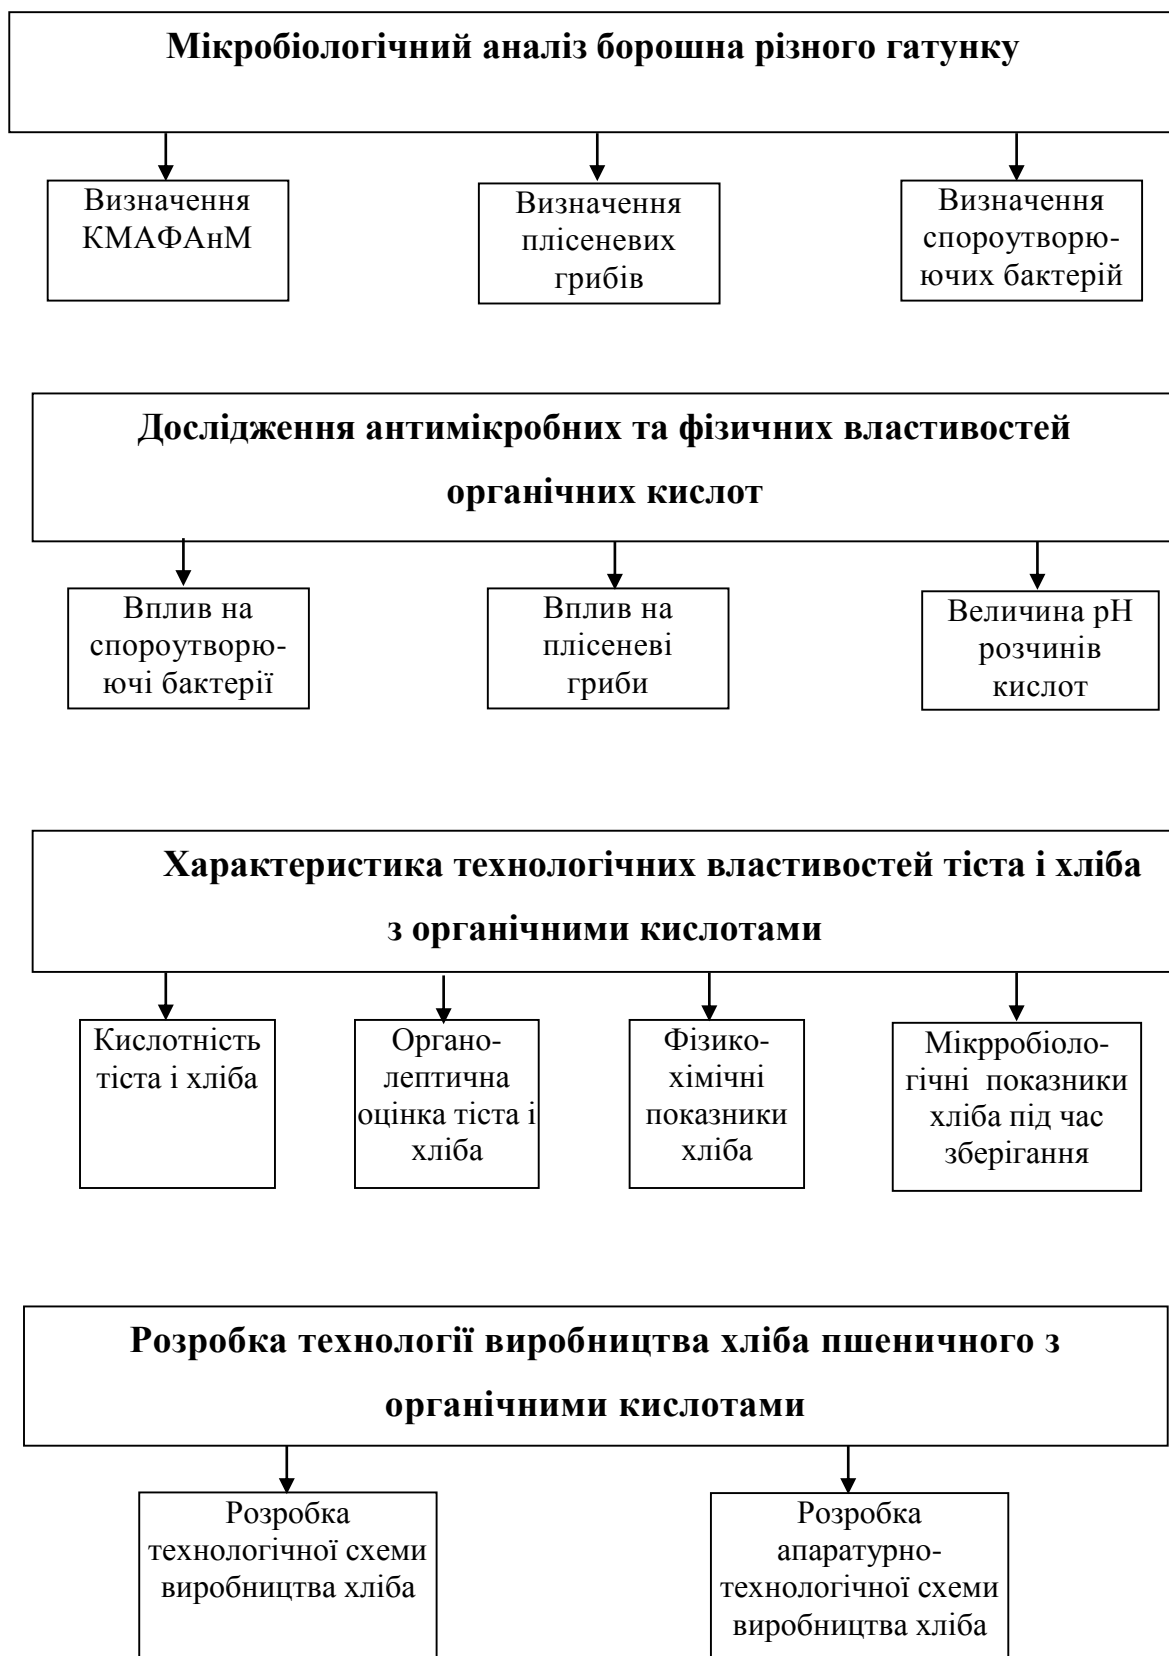 Мікробіологічний аналіз борошна різного гатунку
Визначення
КМАФАнМ
Визначення
плісеневих
грибів
Визначення
спороутворю-
ючих бактерій
Дослідження антимікробних та фізичних властивостей
органічних кислот
Вплив на
спороутворю-
ючі бактерії
Вплив на
плісеневі
гриби
Величина рН
розчинів
кислот
Характеристика технологічних властивостей тіста і хліба
з органічними кислотами
Кислотність
тіста і хліба
Органо-
лептична
оцінка тіста і
хліба
Фізико-
хімічні
показники
хліба
Мікрробіоло-
гічні показники
хліба під час
зберігання
Розробка технології виробництва хліба пшеничного з
органічними кислотами
Розробка
технологічної схеми
виробництва хліба
Розробка
апаратурно-
технологічної схеми
виробництва хліба